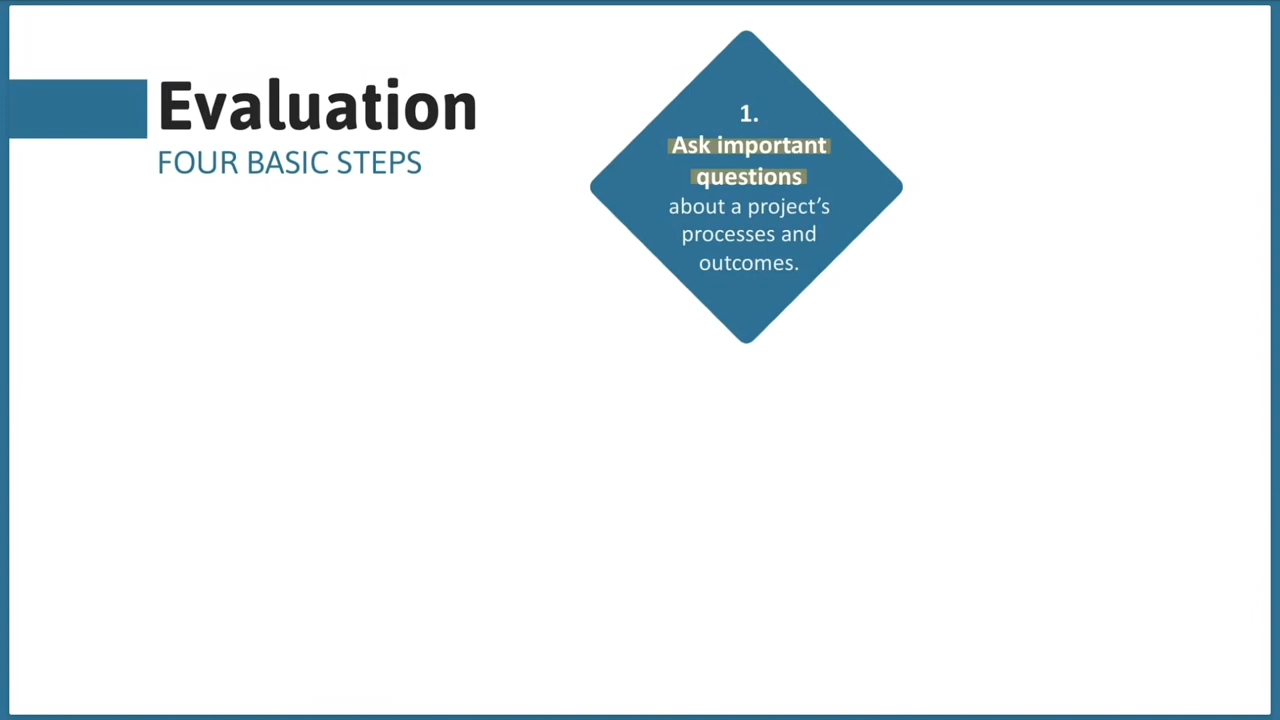 Evaluation
FOUR BASIC STEPS
1.
Ask important
questions
about a project’s
processes and
outcomes.